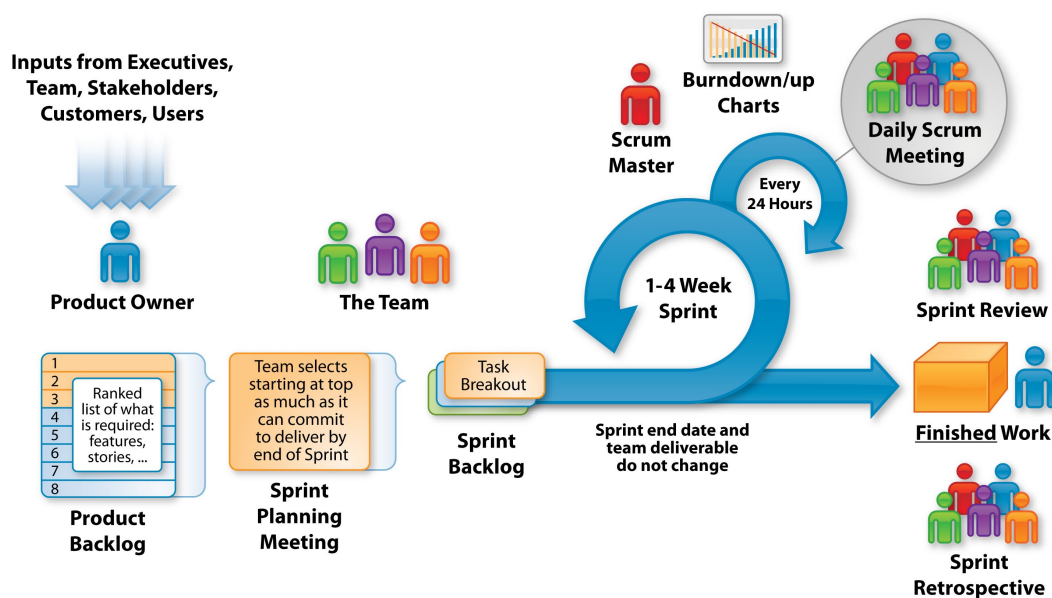 Inputs from Executives,
Team, Stakeholders,
Customers, Users
Product Owner
The Team
Scrum
Master
Burndown/up
Charts
Daily Scrum
Meeting
Every
24 Hours
1-4 Week
Sprint
Sprint Review
1
2
3
4
5
6
7
8
Ranked
list of what
is required:
features,
stories, ...
Product
Backlog
Team selects
starting at top
as much as it
can commit
to deliver by
end of Sprint
Sprint
Planning
Meeting
Task
Breakout
Sprint
Backlog
Sprint end date and
team deliverable
do not change
Finished Work
Sprint
Retrospective